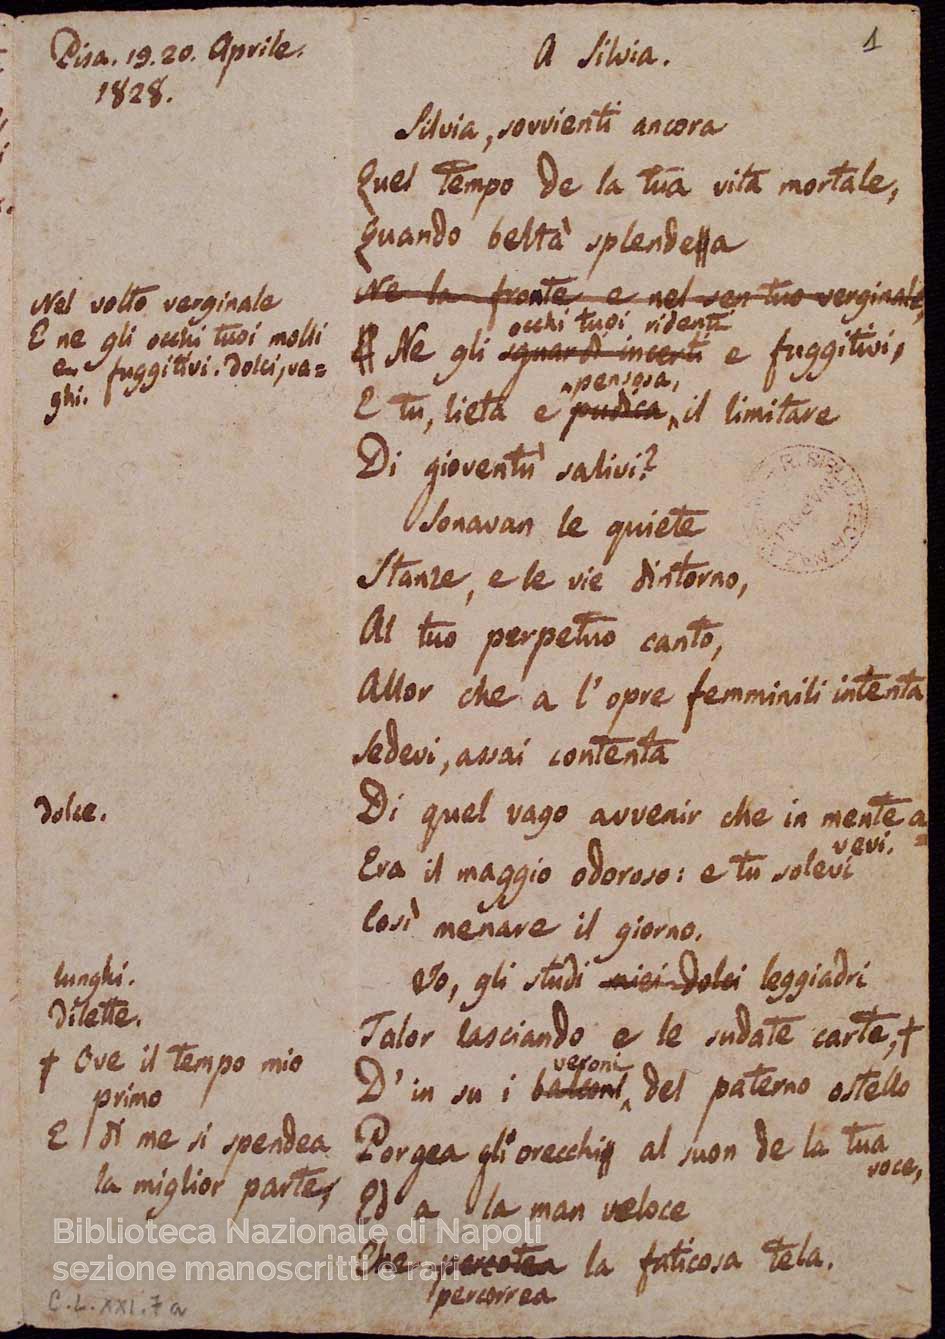 Pisa. 19. 20. Aprile.
1828.
A Silvia.
1
Silvia, sovvienti ancora
Quel tempo de la tua vita mortale,
Quando beltà splendea
Ne la fronte e nel sen tuo verginale,
occhi tuoi ridenti
Ne gli sguardi incerti e fuggitivi,
pensosa,
E tu, lieta e pudica, il limitare
Di gioventù salivi?
Sonavan le quiete
Stanze, e le vie dintorno,
Al tuo perpetuo canto,
Allor che a l'opre femminili intenta
Sedevi, assai contenta
Di quel vago avvenir che in mente a=
vevi.
Era il maggio odoroso: e tu solevi
Così menare il giorno.
Io, gli studi miei dolci leggiadri
Talor lasciando e le sudate carte, †
veroni
D'in su i balconi del paterno ostello
Porgea gli orecchi al suon de la tua
voce,
Ed a la man veloce
Che percotea la faticosa tela.
percorrea
Nel volto verginale
E ne gli occhi tuoi molli
e fuggitivi. Dolci, va=
ghi.
dolce.
lunghi.
Dilette.
† Ove il tempo mio
primo
E di me si spendea
la miglior parte,
Biblioteca Nazionale di Napoli
sezione manoscritti e rari
C.L.XXI.7a